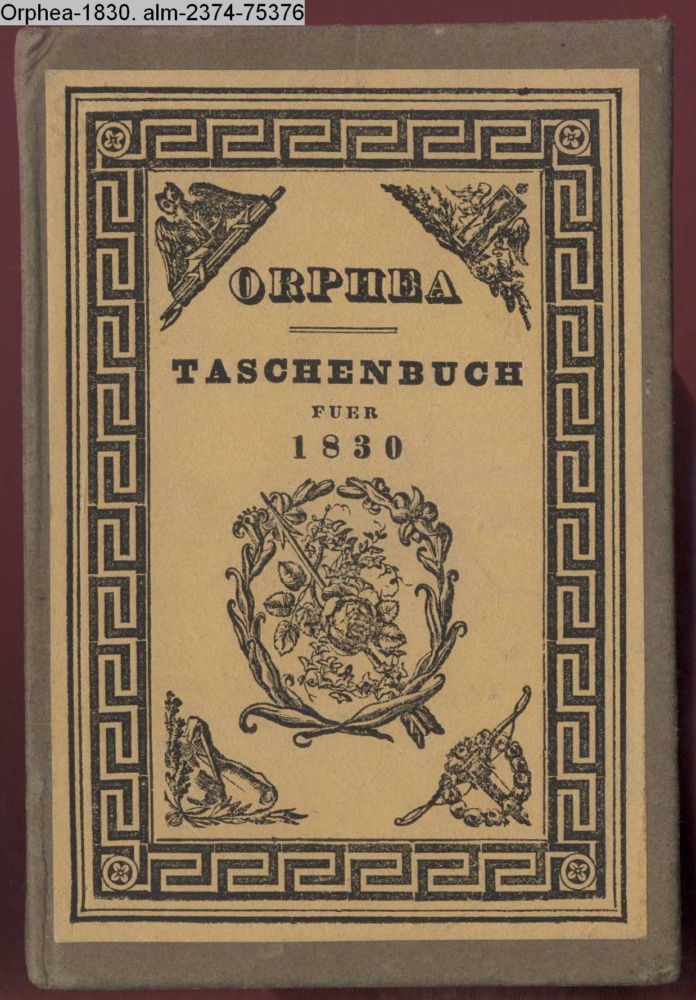 Orphea-1830. alm-2374-75376
ORPHEA
TASCHENBUCH
FUER
1830